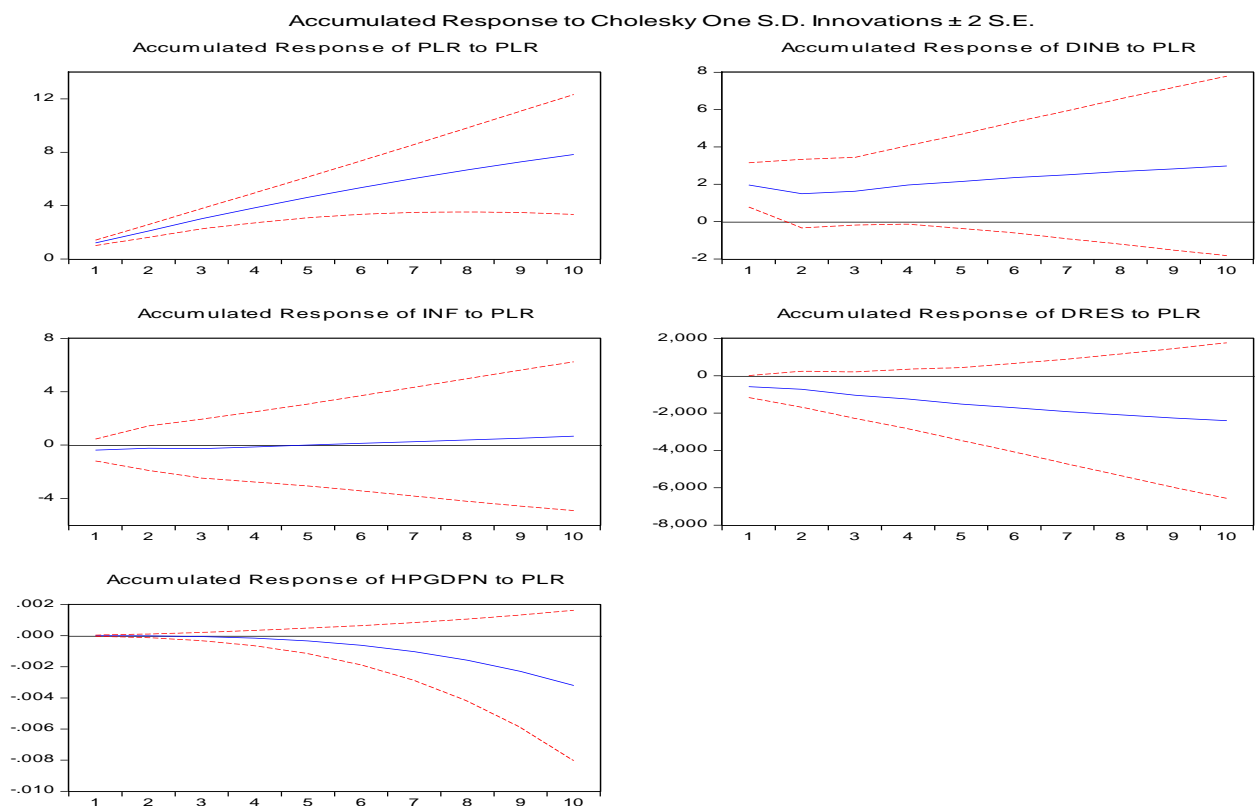 Accumulated Response to Cholesky One S.D. Innovations ± 2 S.E.
Accumulated Response of PLR to PLR
12
8
4
0
1 2 3 4 5 6 7 8 9 10
Accumulated Response of DINB to PLR
8
6
4
2
0
-2
1 2 3 4 5 6 7 8 9 10
Accumulated Response of INF to PLR
8
4
0
-4
1 2 3 4 5 6 7 8 9 10
Accumulated Response of DRES to PLR
2,000
0
-2,000
-4,000
-6,000
-8,000
1 2 3 4 5 6 7 8 9 10
Accumulated Response of HPGDPN to PLR
.002
.000
-.002
-.004
-.006
-.008
-.010
1 2 3 4 5 6 7 8 9 10